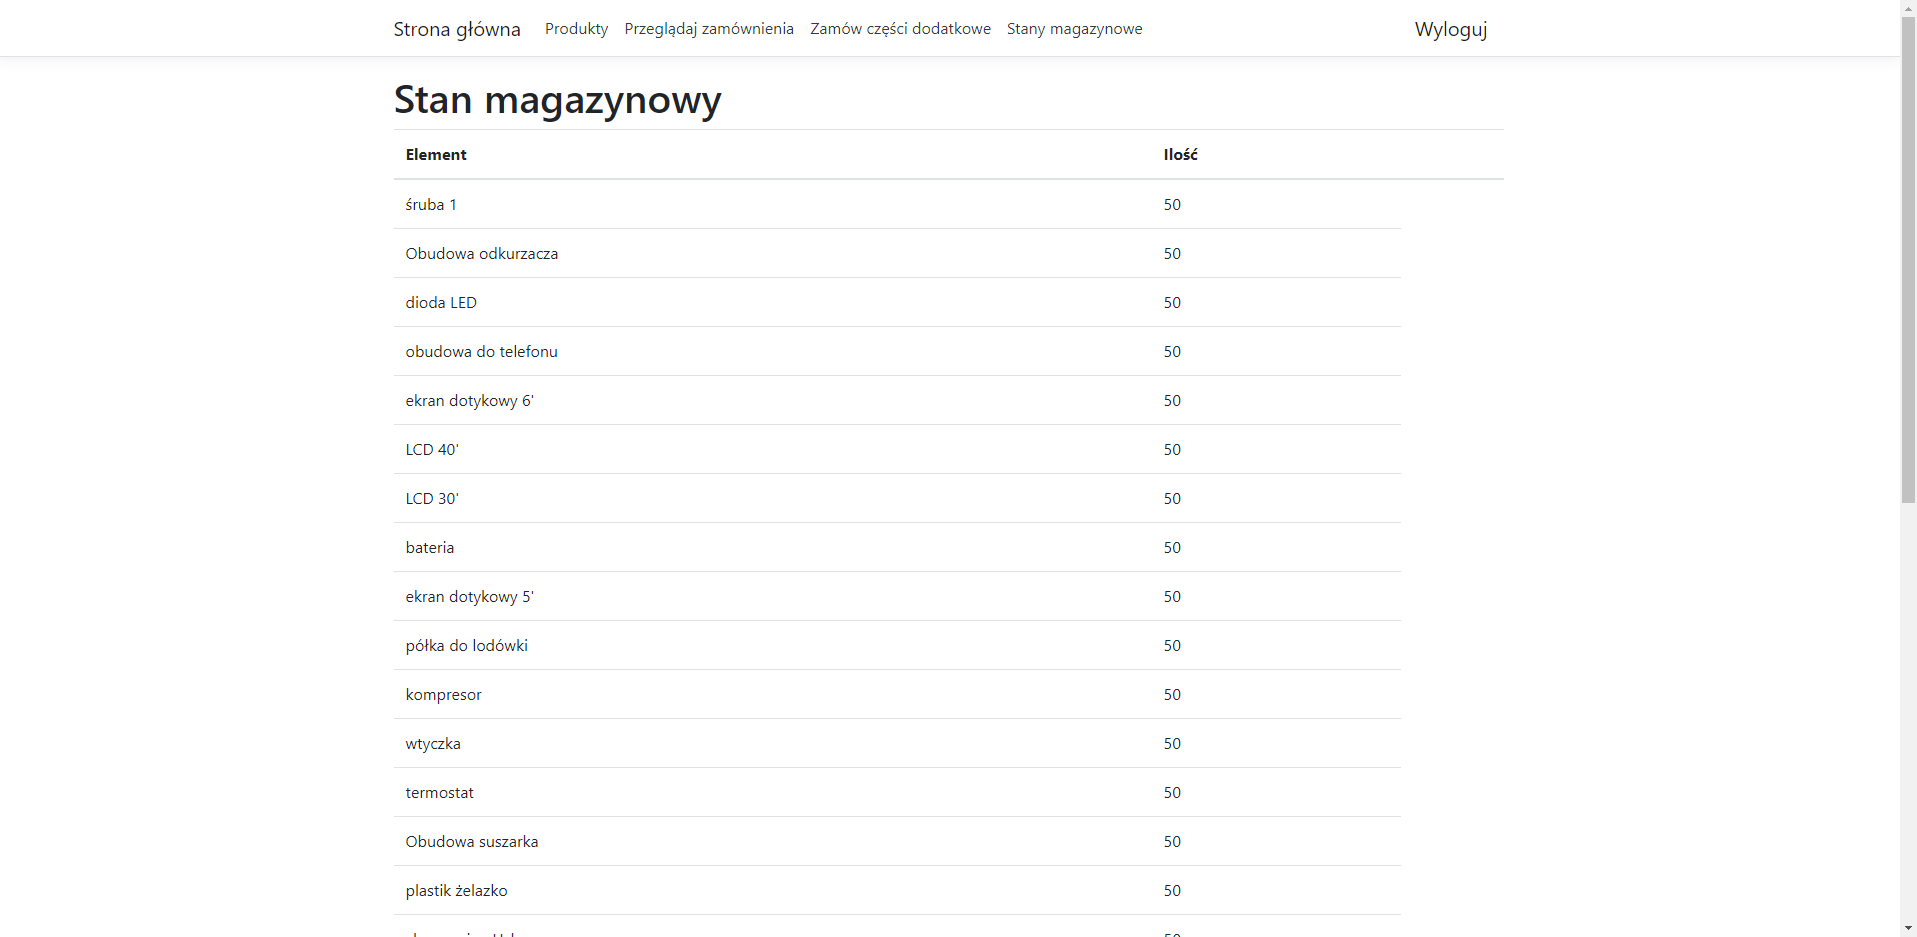 Strona główna Produkty Przeglądaj zamównienia Zamów części dodatkowe Stany magazynowe Wyloguj
Stan magazynowy
Element Ilość
śruba 1 50
Obudowa odkurzacza 50
dioda LED 50
obudowa do telefonu 50
ekran dotykowy 6' 50
LCD 40' 50
LCD 30' 50
bateria 50
ekran dotykowy 5' 50
półka do lodówki 50
kompresor 50
wtyczka 50
termostat 50
Obudowa suszarka 50
plastik żelazko 50